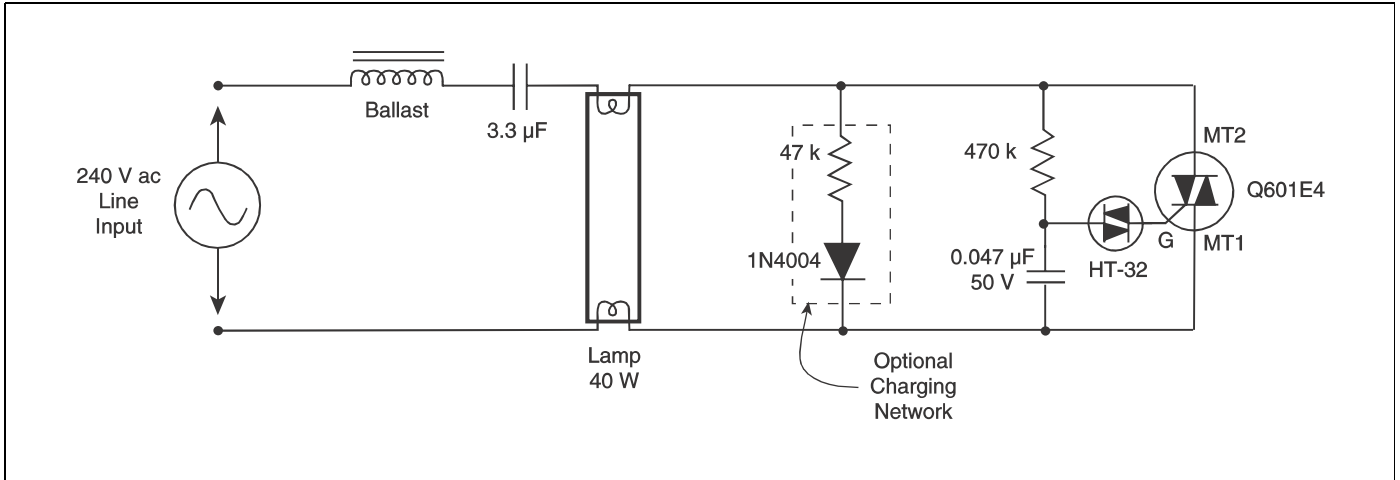 240 V ac
Line
Input
Ballast
3.3 µF
Lamp
40 W
47 k
1N4004
Optional
Charging
Network
470 k
0.047 µF
50 V
HT-32
G
MT2
Q601E4
MT1